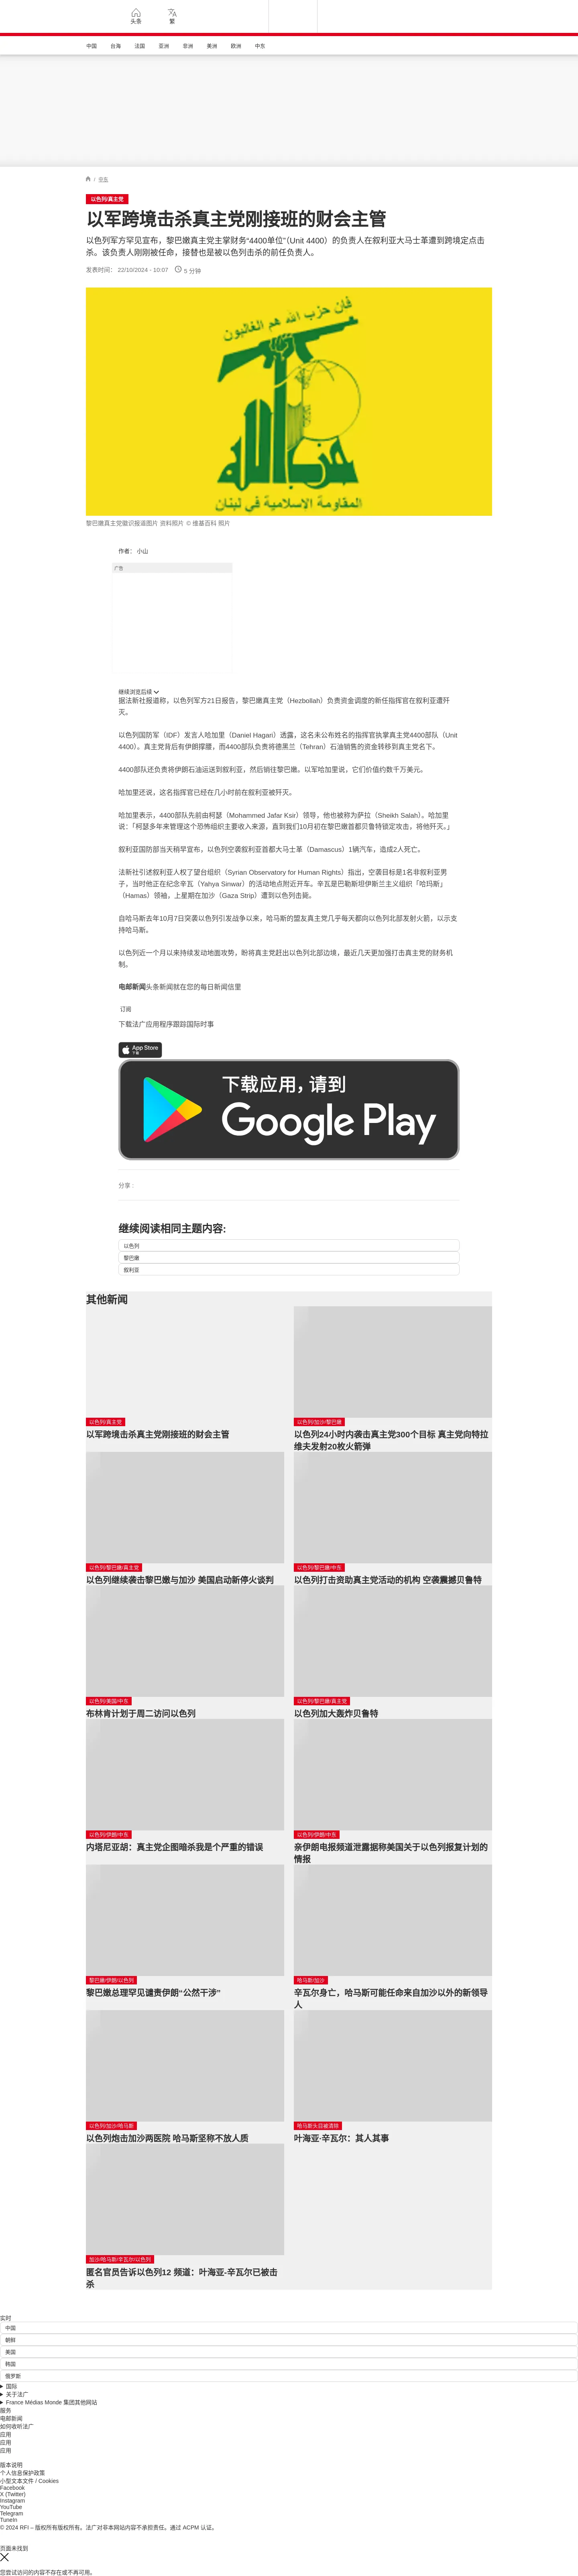 头条
繁
中国
台海
法国
亚洲
非洲
美洲
欧洲
中东
/ 中东
以色列/真主党
以军跨境击杀真主党刚接班的财会主管
以色列军方罕见宣布，黎巴嫩真主党主掌财务“4400单位”（Unit 4400）的负责人在叙利亚大马士革遭到跨境定点击杀。该负责人刚刚被任命，接替也是被以色列击杀的前任负责人。
发表时间： 22/10/2024 - 10:07 5 分钟
فإن حزب الله هم الغالبون
حزب الله
المقاومة الإسلامية في لبنان
黎巴嫩真主党徽识报道图片 资料照片 © 维基百科 照片
作者： 小山
广告
继续浏览后续
据法新社报道称，以色列军方21日报告，黎巴嫩真主党（Hezbollah）负责资金调度的新任指挥官在叙利亚遭歼灭。
以色列国防军（IDF）发言人哈加里（Daniel Hagari）透露，这名未公布姓名的指挥官执掌真主党4400部队（Unit 4400）。真主党背后有伊朗撑腰，而4400部队负责将德黑兰（Tehran）石油销售的资金转移到真主党名下。
4400部队还负责将伊朗石油运送到叙利亚，然后销往黎巴嫩。以军哈加里说，它们价值约数千万美元。
哈加里还说，这名指挥官已经在几小时前在叙利亚被歼灭。
哈加里表示，4400部队先前由柯瑟（Mohammed Jafar Ksir）领导，他也被称为萨拉（Sheikh Salah）。哈加里说：「柯瑟多年来管理这个恐怖组织主要收入来源，直到我们10月初在黎巴嫩首都贝鲁特锁定攻击，将他歼灭。」
叙利亚国防部当天稍早宣布，以色列空袭叙利亚首都大马士革（Damascus）1辆汽车，造成2人死亡。
法新社引述叙利亚人权了望台组织（Syrian Observatory for Human Rights）指出，空袭目标是1名非叙利亚男子，当时他正在纪念辛瓦（Yahya Sinwar）的活动地点附近开车。辛瓦是巴勒斯坦伊斯兰主义组织「哈玛斯」（Hamas）领袖，上星期在加沙（Gaza Strip）遭到以色列击毙。
自哈马斯去年10月7日突袭以色列引发战争以来，哈马斯的盟友真主党几乎每天都向以色列北部发射火箭，以示支持哈马斯。
以色列近一个月以来持续发动地面攻势，盼将真主党赶出以色列北部边境，最近几天更加强打击真主党的财务机制。
电邮新闻头条新闻就在您的每日新闻信里
订阅
下载法广应用程序跟踪国际时事
App Store
下载
下载应用，请到
Google Play
分享 :
继续阅读相同主题内容:
以色列
黎巴嫩
叙利亚
其他新闻
以色列/真主党
以军跨境击杀真主党刚接班的财会主管
以色列/加沙/黎巴嫩
以色列24小时内袭击真主党300个目标 真主党向特拉维夫发射20枚火箭弹
以色列/黎巴嫩/真主党
以色列继续袭击黎巴嫩与加沙 美国启动新停火谈判
以色列/黎巴嫩/中东
以色列打击资助真主党活动的机构 空袭震撼贝鲁特
以色列/美国/中东
布林肯计划于周二访问以色列
以色列/黎巴嫩/真主党
以色列加大轰炸贝鲁特
以色列/伊朗/中东
内塔尼亚胡：真主党企图暗杀我是个严重的错误
以色列/伊朗/中东
亲伊朗电报频道泄露据称美国关于以色列报复计划的情报
黎巴嫩/伊朗/以色列
黎巴嫩总理罕见谴责伊朗“公然干涉”
哈马斯/加沙
辛瓦尔身亡，哈马斯可能任命来自加沙以外的新领导人
以色列/加沙/哈马斯
以色列炮击加沙两医院 哈马斯坚称不放人质
哈马斯头目被清除
叶海亚·辛瓦尔：其人其事
加沙/哈马斯/辛瓦尔/以色列
匿名官员告诉以色列12 频道：叶海亚-辛瓦尔已被击杀
实时
中国
朝鲜
美国
韩国
俄罗斯
国际
关于法广
France Médias Monde 集团其他网站
服务
电邮新闻
如何收听法广
应用
应用
应用
版本说明
个人信息保护政策
小型文本文件 / Cookies
Facebook
X (Twitter)
Instagram
YouTube
Telegram
TuneIn
© 2024 RFI – 版权所有版权所有。法广对非本网站内容不承担责任。通过 ACPM 认证。
页面未找到
您尝试访问的内容不存在或不再可用。